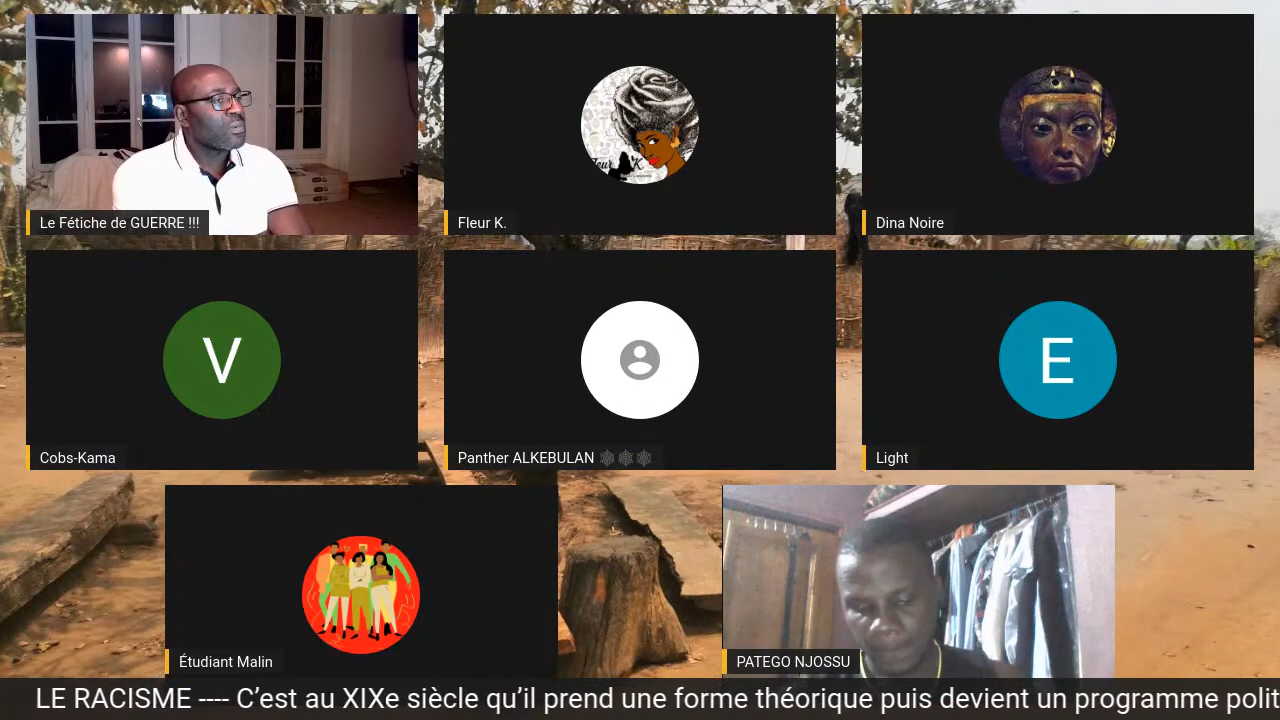 Le Fétiche de GUERRE !!!
Fleur K.
Dina Noire
V
Cobs-Kama
Panther ALKEBULAN 🕸️🕸️🕸️
E
Light
Étudiant Malin
PATEGO NJOSSU
LE RACISME ---- C’est au XIXe siècle qu’il prend une forme théorique puis devient un programme polit